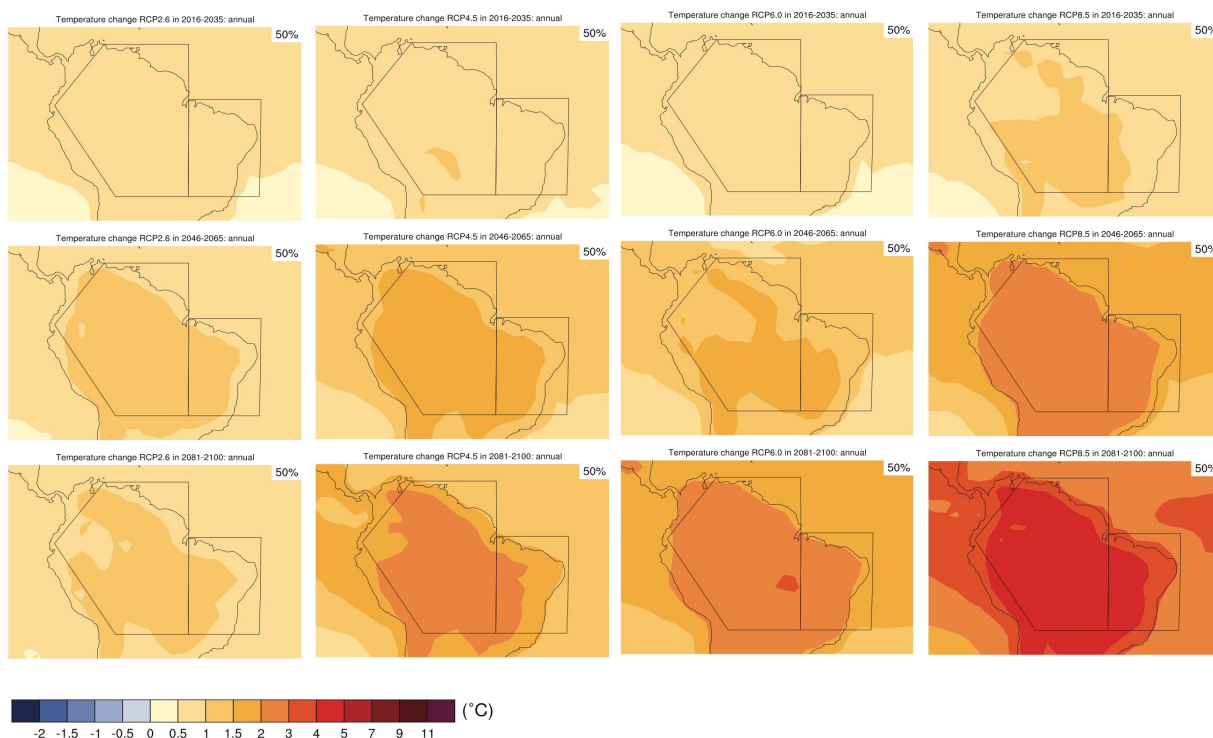 Temperature change RCP2.6 in 2016-2035: annual
50%
Temperature change RCP4.5 in 2016-2035: annual
50%
Temperature change RCP6.0 in 2016-2035: annual
50%
Temperature change RCP8.5 in 2016-2035: annual
50%
Temperature change RCP2.6 in 2046-2065: annual
50%
Temperature change RCP4.5 in 2046-2065: annual
50%
Temperature change RCP6.0 in 2046-2065: annual
50%
Temperature change RCP8.5 in 2046-2065: annual
50%
Temperature change RCP2.6 in 2081-2100: annual
50%
Temperature change RCP4.5 in 2081-2100: annual
50%
Temperature change RCP6.0 in 2081-2100: annual
50%
Temperature change RCP8.5 in 2081-2100: annual
50%
(°C)
-2 -1.5 -1 -0.5 0 0.5 1 1.5 2 3 4 5 7 9 11